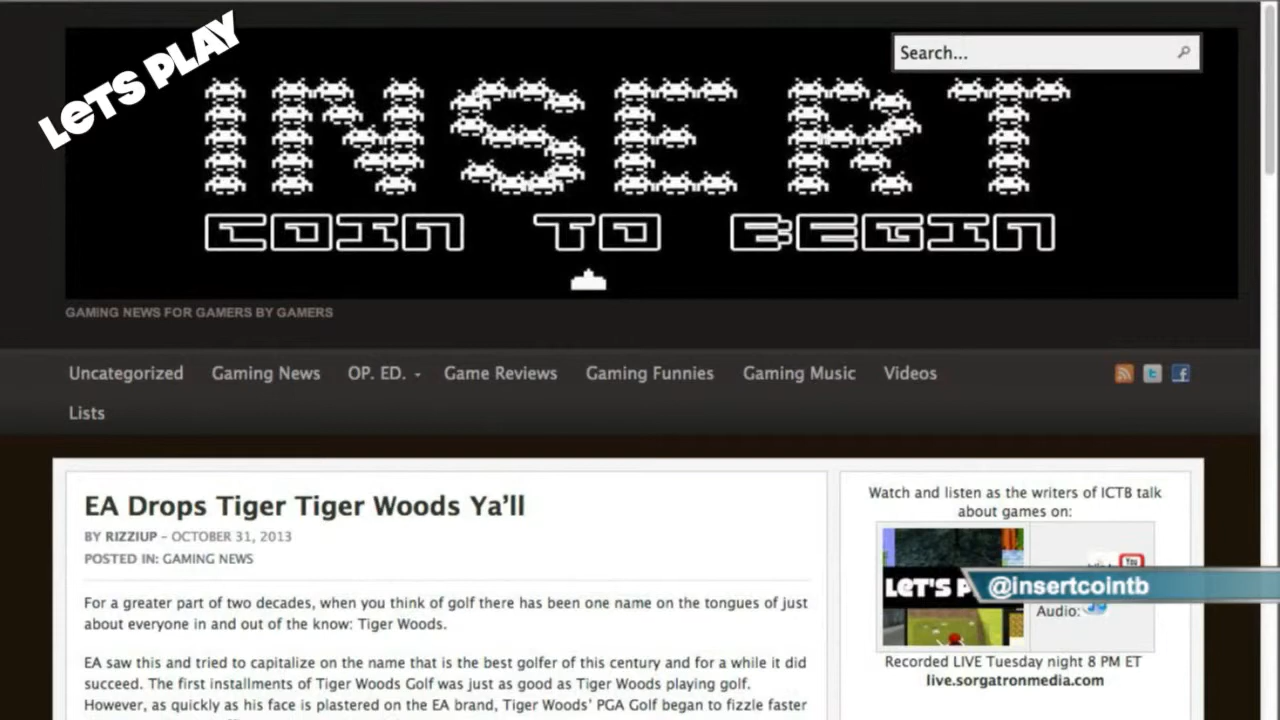 LETS PLAY
Search...
INSERT
COIN TO BEGIN
GAMING NEWS FOR GAMERS BY GAMERS
Uncategorized Gaming News OP. ED. Game Reviews Gaming Funnies Gaming Music Videos
Lists
EA Drops Tiger Tiger Woods Ya’ll
BY RIZZIUP – OCTOBER 31, 2013
POSTED IN: GAMING NEWS
For a greater part of two decades, when you think of golf there has been one name on the tongues of just
about everyone in and out of the know: Tiger Woods.
EA saw this and tried to capitalize on the name that is the best golfer of this century and for a while it did
succeed. The first installments of Tiger Woods Golf was just as good as Tiger Woods playing golf.
However, as quickly as his face is plastered on the EA brand, Tiger Woods’ PGA Golf began to fizzle faster
Watch and listen as the writers of ICTB talk
about games on:
You
LET'S P
@insertcointb
Audio:
Recorded LIVE Tuesday night 8 PM ET
live.sorgatronmedia.com